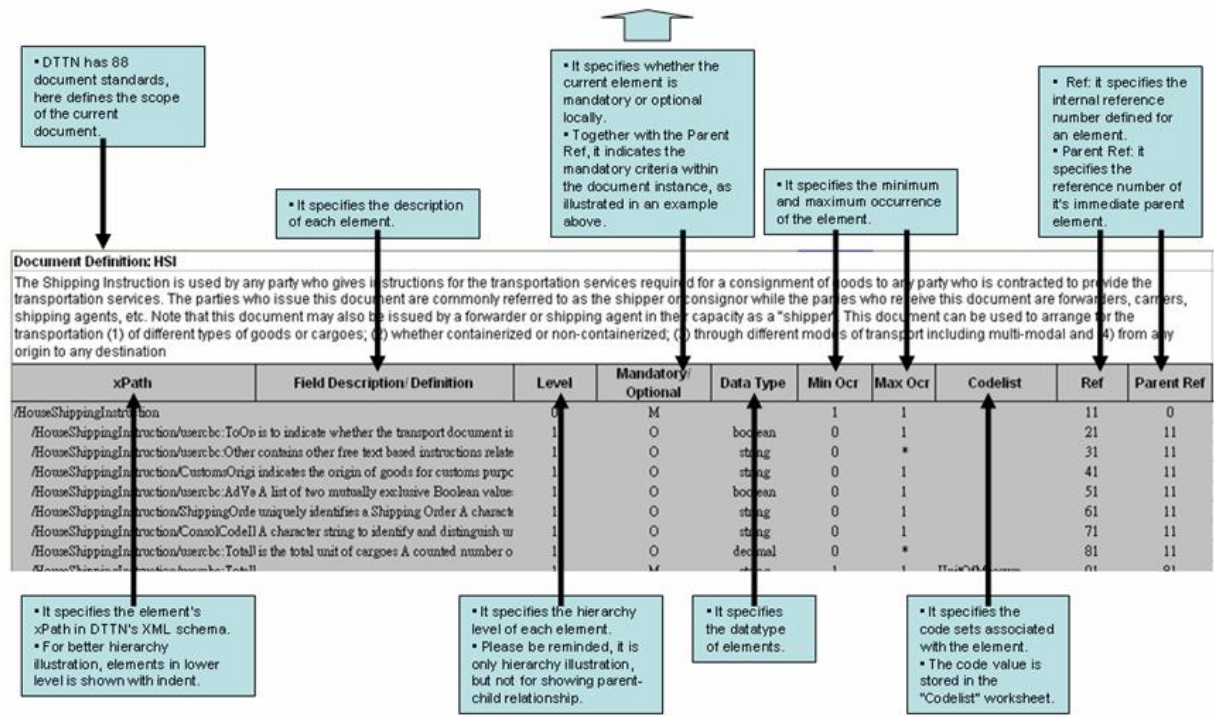 ▪ DTTN has 88
document standards,
here defines the scope
of the current
document.
▪ It specifies the description
of each element.
▪ It specifies whether the
current element is
mandatory or optional
locally.
▪ Together with the Parent
Ref, it indicates the
mandatory criteria within
the document instance, as
illustrated in an example
above.
▪ It specifies the minimum
and maximum occurrence
of the element.
▪ Ref: it specifies the
internal reference
number defined for
an element.
▪ Parent Ref: it
specifies the
reference number of
it's immediate parent
element.
Document Definition: HSI
The Shipping Instruction is used by any party who gives instructions for the transportation services required for a consignment of goods to any party who is contracted to provide the
transportation services. The parties who issue this document are commonly referred to as the shipper or consignor while the parties who receive this document are forwarders, carriers,
shipping agents, etc. Note that this document may also be issued by a forwarder or shipping agent in their capacity as a "shipper". This document can be used to arrange for the
transportation (1) of different types of goods or cargoes; (2) whether containerized or non-containerized; (3) through different modes of transport including multi-modal and (4) from any
origin to any destination
xPath Field Description/ Definition Level Mandatory/ Optional Data Type Min Ocr Max Ocr Codelist Ref Parent Ref
/HouseShippingInstruction 0 M 1 1 11 0
/HouseShippingInstruction/usercbc:ToOp is to indicate whether the transport document is 1 O boolean 0 1 21 11
/HouseShippingInstruction/usercbc:Other contains other free text based instructions relate 1 O string 0 * 31 11
/HouseShippingInstruction/CustomsOrigi indicates the origin of goods for customs purpo 1 O string 0 1 41 11
/HouseShippingInstruction/usercbc:AdVa A list of two mutually exclusive Boolean value 1 O boolean 0 1 51 11
/HouseShippingInstruction/ShippingOrde uniquely identifies a Shipping Order A characte 1 O string 0 1 61 11
/HouseShippingInstruction/ConsolCodeI A character string to identify and distinguish u 1 O string 0 1 71 11
/HouseShippingInstruction/usercbc:Total is the total unit of cargoes A counted number o 1 O decimal 0 * 81 11
▪ It specifies the element's
xPath in DTTN's XML schema.
▪ For better hierarchy
illustration, elements in lower
level is shown with indent.
▪ It specifies the hierarchy
level of each element.
▪ Please be reminded, it is
only hierarchy illustration,
but not for showing parent-
child relationship.
▪ It specifies
the datatype
of elements.
▪ It specifies the
code sets associated
with the element.
▪ The code value is
stored in the
"Codelist" worksheet.